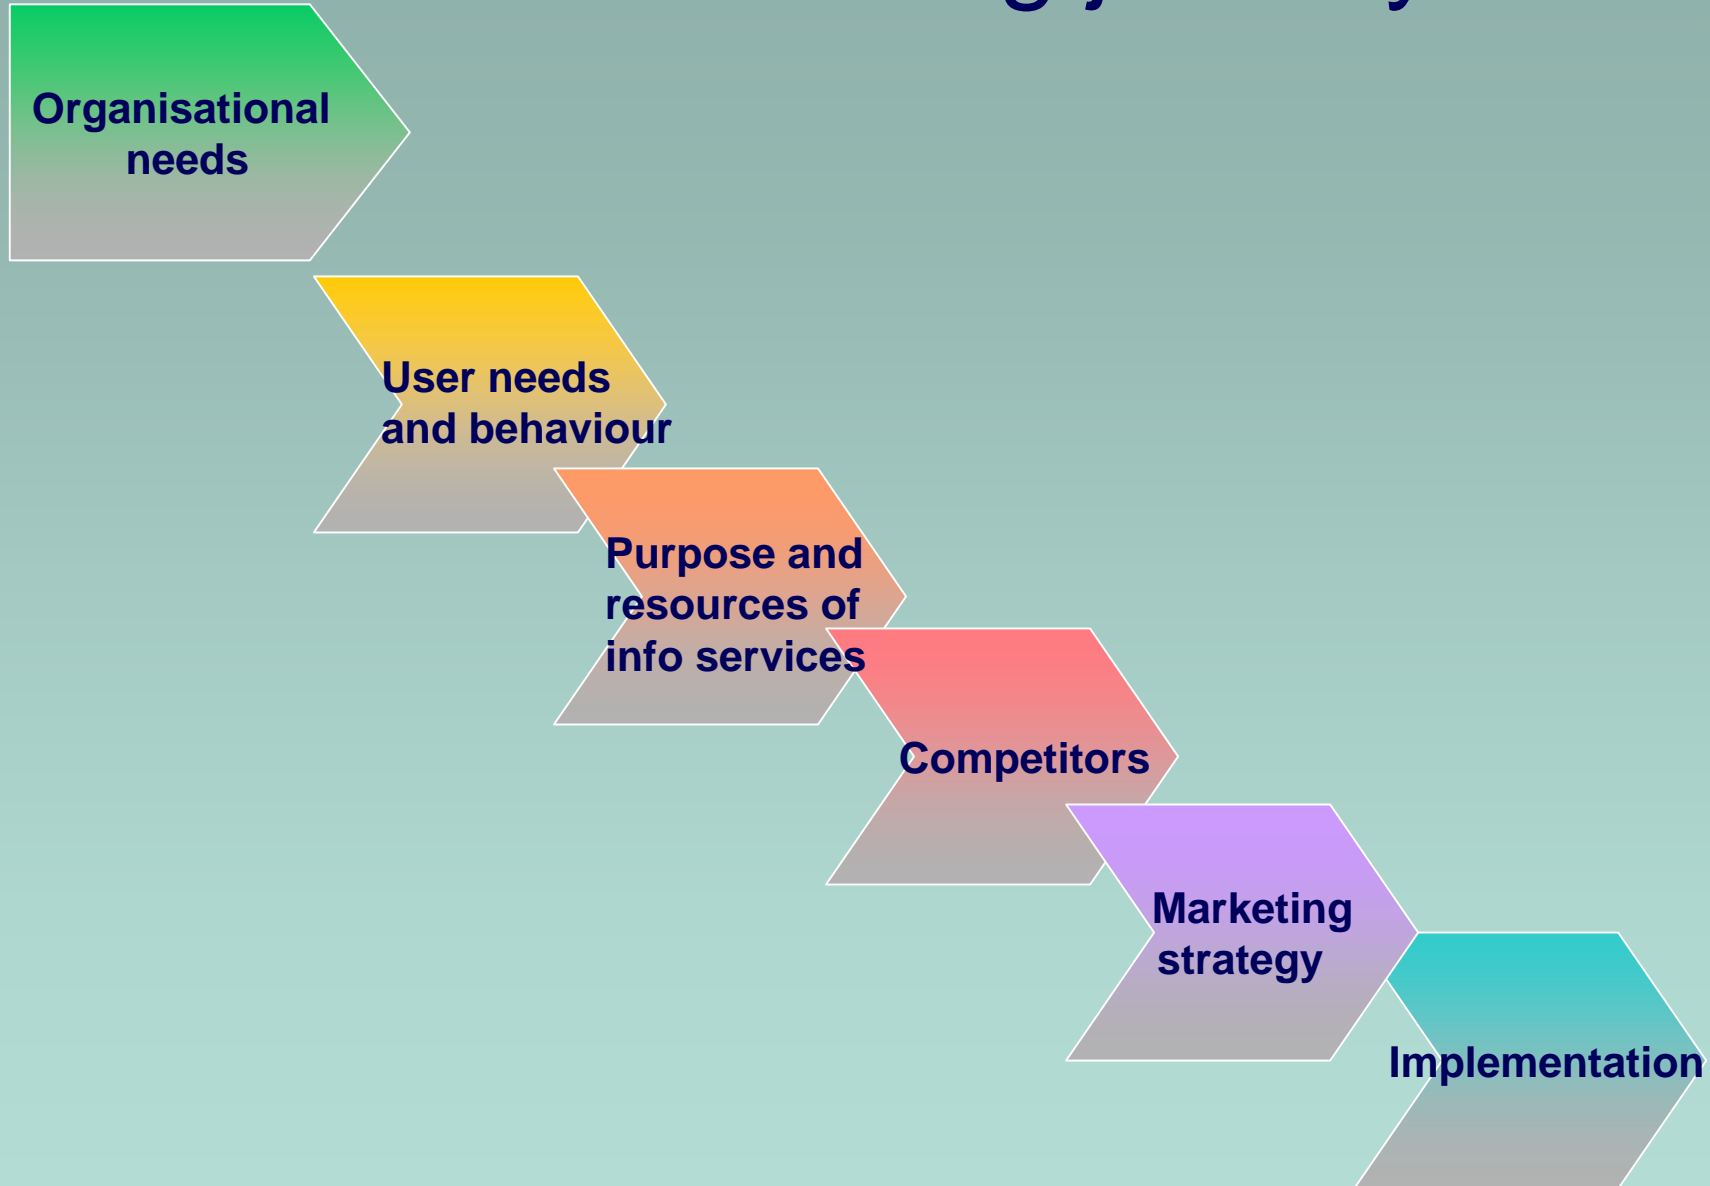 Organisational
needs
User needs
and behaviour
Purpose and
resources of
info services
Competitors
Marketing
strategy
Implementation